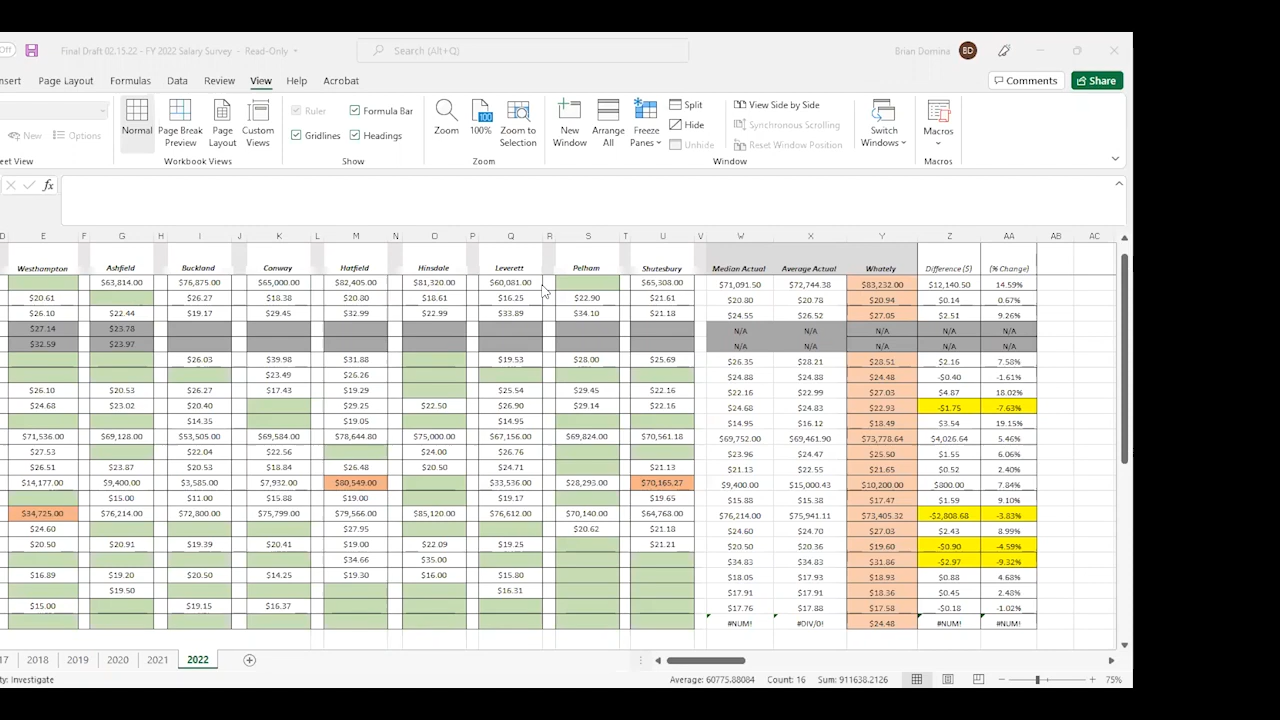 Off Final Draft 02.15.22 - FY 2022 Salary Survey - Read-Only Search (Alt+Q) Brian Domina BD
nsert Page Layout Formulas Data Review View Help Acrobat Comments Share
New Options Normal Page Break Preview Page Layout Custom Views Ruler Formula Bar Gridlines Headings Zoom 100% Zoom to Selection New Window Arrange All Freeze Panes Split Hide Unhide View Side by Side Synchronous Scrolling Reset Window Position Switch Windows Macros
eet View Workbook Views Show Zoom Window Macros
fx
D E F G H I J K L M N O P Q R S T U V W X Y Z AA AB AC
Westhampton Ashfield Buckland Conway Hatfield Hinsdale Leverett Pelham Shutesbury Median Actual Average Actual Whately Difference ($) (% Change)
$63,814.00 $76,875.00 $65,000.00 $82,405.00 $81,320.00 $60,081.00 $65,308.00 $71,091.50 $72,744.38 $83,232.00 $12,140.50 14.59%
$20.61 $26.27 $18.38 $20.80 $18.61 $16.25 $22.90 $21.61 $20.80 $20.78 $20.94 $0.14 0.67%
$26.10 $22.44 $19.17 $29.45 $32.99 $22.99 $33.89 $34.10 $21.18 $24.55 $26.52 $27.05 $2.51 9.26%
$27.14 $23.78 N/A N/A N/A N/A N/A
$32.59 $23.97 N/A N/A N/A N/A N/A
$26.03 $39.98 $31.88 $19.53 $28.00 $25.69 $26.35 $28.21 $28.51 $2.16 7.58%
$23.49 $26.26 $24.88 $24.88 $24.48 -$0.40 -1.61%
$26.10 $20.53 $26.27 $17.43 $19.29 $25.54 $29.45 $22.16 $22.16 $22.99 $27.03 $4.87 18.02%
$24.68 $23.02 $20.40 $29.25 $22.50 $26.90 $29.14 $22.16 $24.68 $24.83 $22.93 -$1.75 -7.63%
$14.35 $19.05 $14.95 $14.95 $16.12 $18.49 $3.54 19.15%
$71,536.00 $69,128.00 $53,505.00 $69,584.00 $78,644.80 $75,000.00 $67,156.00 $69,824.00 $70,561.18 $69,752.00 $69,461.90 $73,778.64 $4,026.64 5.46%
$27.53 $22.04 $22.56 $24.00 $26.76 $23.96 $24.47 $25.50 $1.55 6.06%
$26.51 $23.87 $20.53 $18.84 $26.48 $20.50 $24.71 $21.13 $21.13 $22.55 $21.65 $0.52 2.40%
$14,177.00 $9,400.00 $3,585.00 $7,932.00 $80,549.00 $33,536.00 $28,293.00 $70,165.27 $9,400.00 $15,000.43 $10,200.00 $800.00 7.84%
$15.00 $11.00 $15.88 $19.00 $19.17 $19.65 $15.88 $15.38 $17.47 $1.59 9.10%
$34,725.00 $76,214.00 $72,800.00 $75,799.00 $79,566.00 $85,120.00 $76,612.00 $70,140.00 $64,768.00 $76,214.00 $75,941.11 $73,405.32 -$2,808.68 -3.83%
$24.60 $27.95 $20.62 $21.18 $24.60 $24.70 $27.03 $2.43 8.99%
$20.50 $20.91 $19.39 $20.41 $19.00 $22.09 $19.25 $21.21 $20.50 $20.36 $19.60 -$0.90 -4.59%
$34.66 $35.00 $34.83 $34.83 $31.86 -$2.97 -9.32%
$16.89 $19.20 $20.50 $14.25 $19.30 $16.00 $15.80 $18.05 $17.93 $18.93 $0.88 4.68%
$19.50 $16.31 $17.91 $17.91 $18.36 $0.45 2.48%
$15.00 $19.15 $16.37 $17.76 $17.88 $17.58 -$0.18 -1.02%
#NUM! #DIV/0! $24.48 #NUM! #NUM!
17 2018 2019 2020 2021 2022
ty: Investigate Average: 60775.88084 Count: 16 Sum: 911638.2126 75%